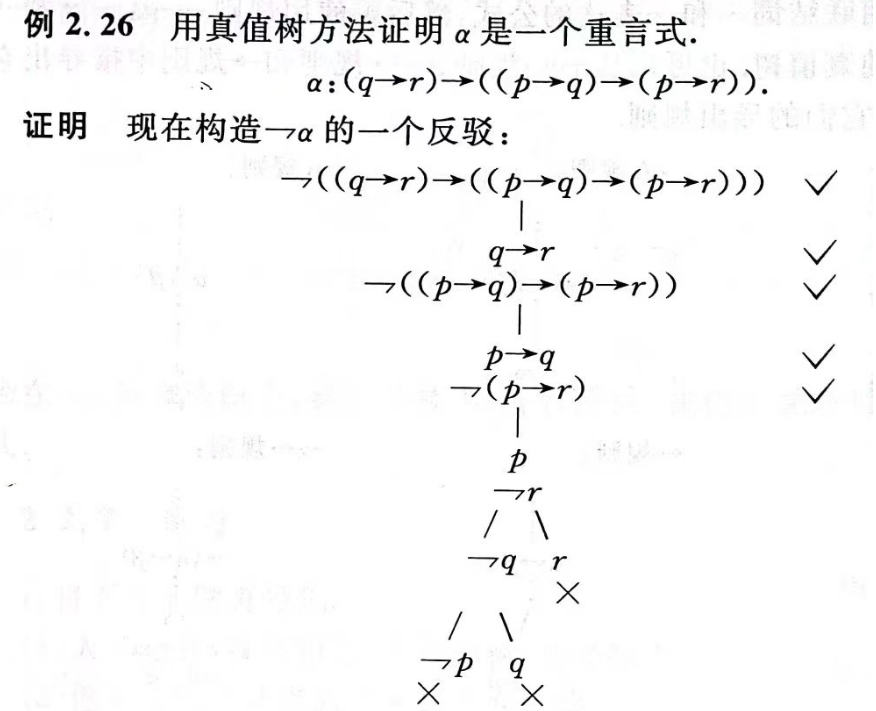 例 2.26 用真值树方法证明 α 是一个重言式.
α:(q→r)→((p→q)→(p→r)).
证明 现在构造¬α 的一个反驳：
¬((q→r)→((p→q)→(p→r))) ✓
q→r ✓
¬((p→q)→(p→r)) ✓
p→q ✓
¬(p→r) ✓
p
¬r
¬q r
×
¬p q
× ×